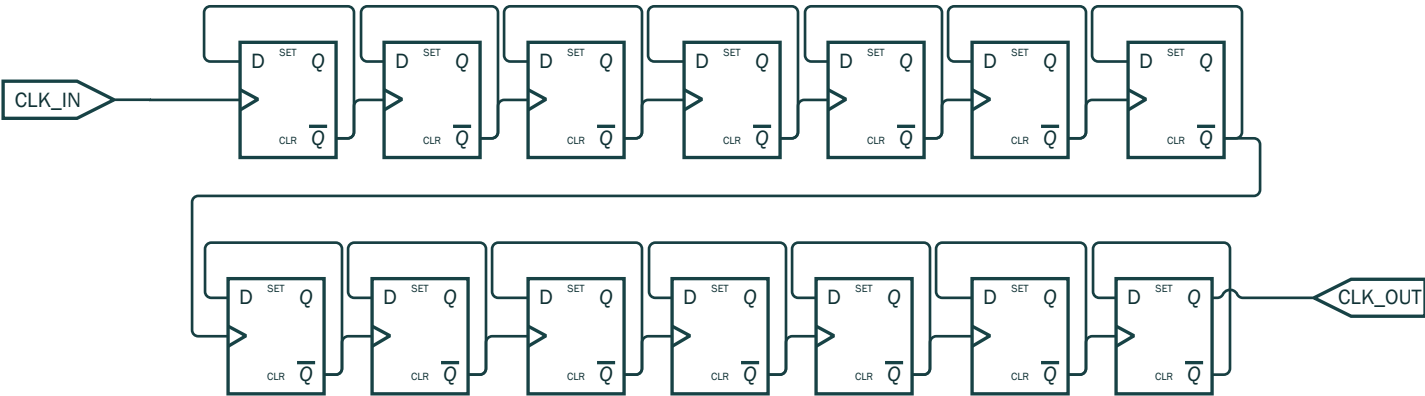 SET SET SET SET SET SET SET
D Q D Q D Q D Q D Q D Q D Q
CLK_IN
CLR Q̅ CLR Q̅ CLR Q̅ CLR Q̅ CLR Q̅ CLR Q̅ CLR Q̅
SET SET SET SET SET SET SET
D Q D Q D Q D Q D Q D Q D Q CLK_OUT
CLR Q̅ CLR Q̅ CLR Q̅ CLR Q̅ CLR Q̅ CLR Q̅ CLR Q̅